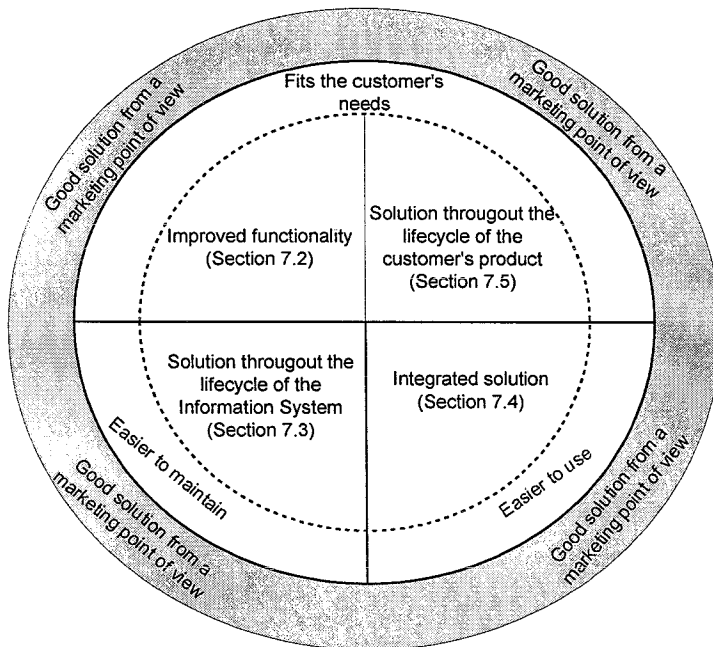 Good solution from a
marketing point of view
Good solution from a
marketing point of view
Fits the customer's
needs
Improved functionality
(Section 7.2)
Solution througout the
lifecycle of the
customer's product
(Section 7.5)
Solution througout the
lifecycle of the
Information System
(Section 7.3)
Integrated solution
(Section 7.4)
Easier to maintain
Easier to use
Good solution from a
marketing point of view
Good solution from a
marketing point of view